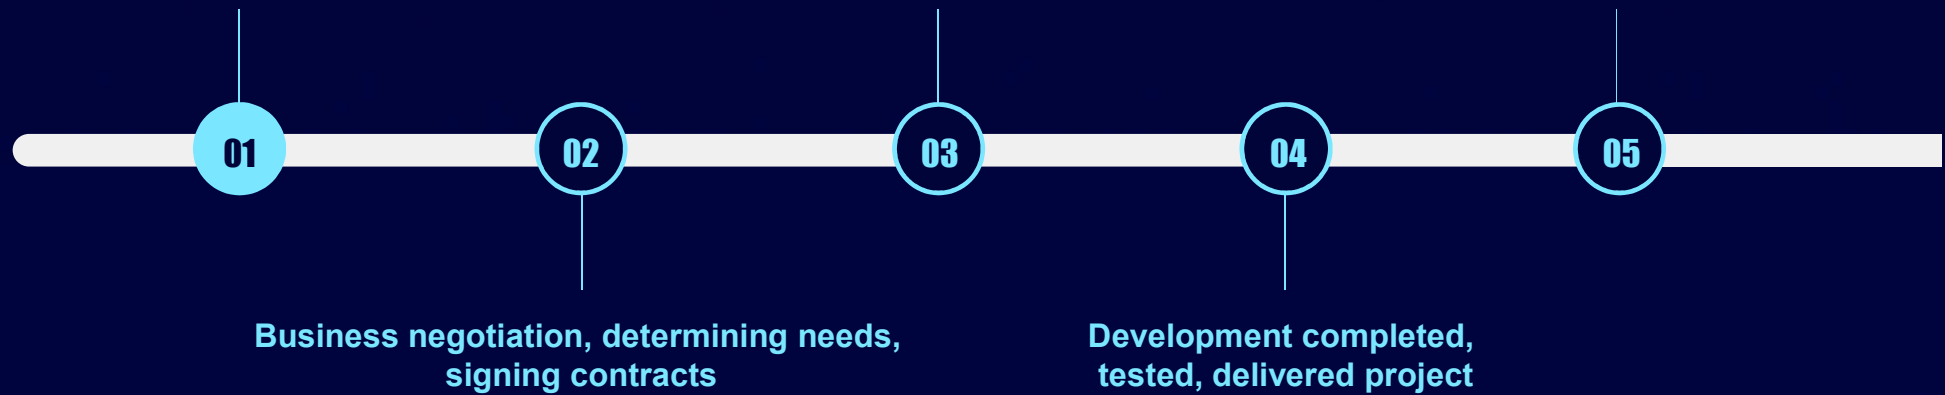 01
02
03
04
05
Business negotiation, determining needs,
signing contracts
Development completed,
tested, delivered project